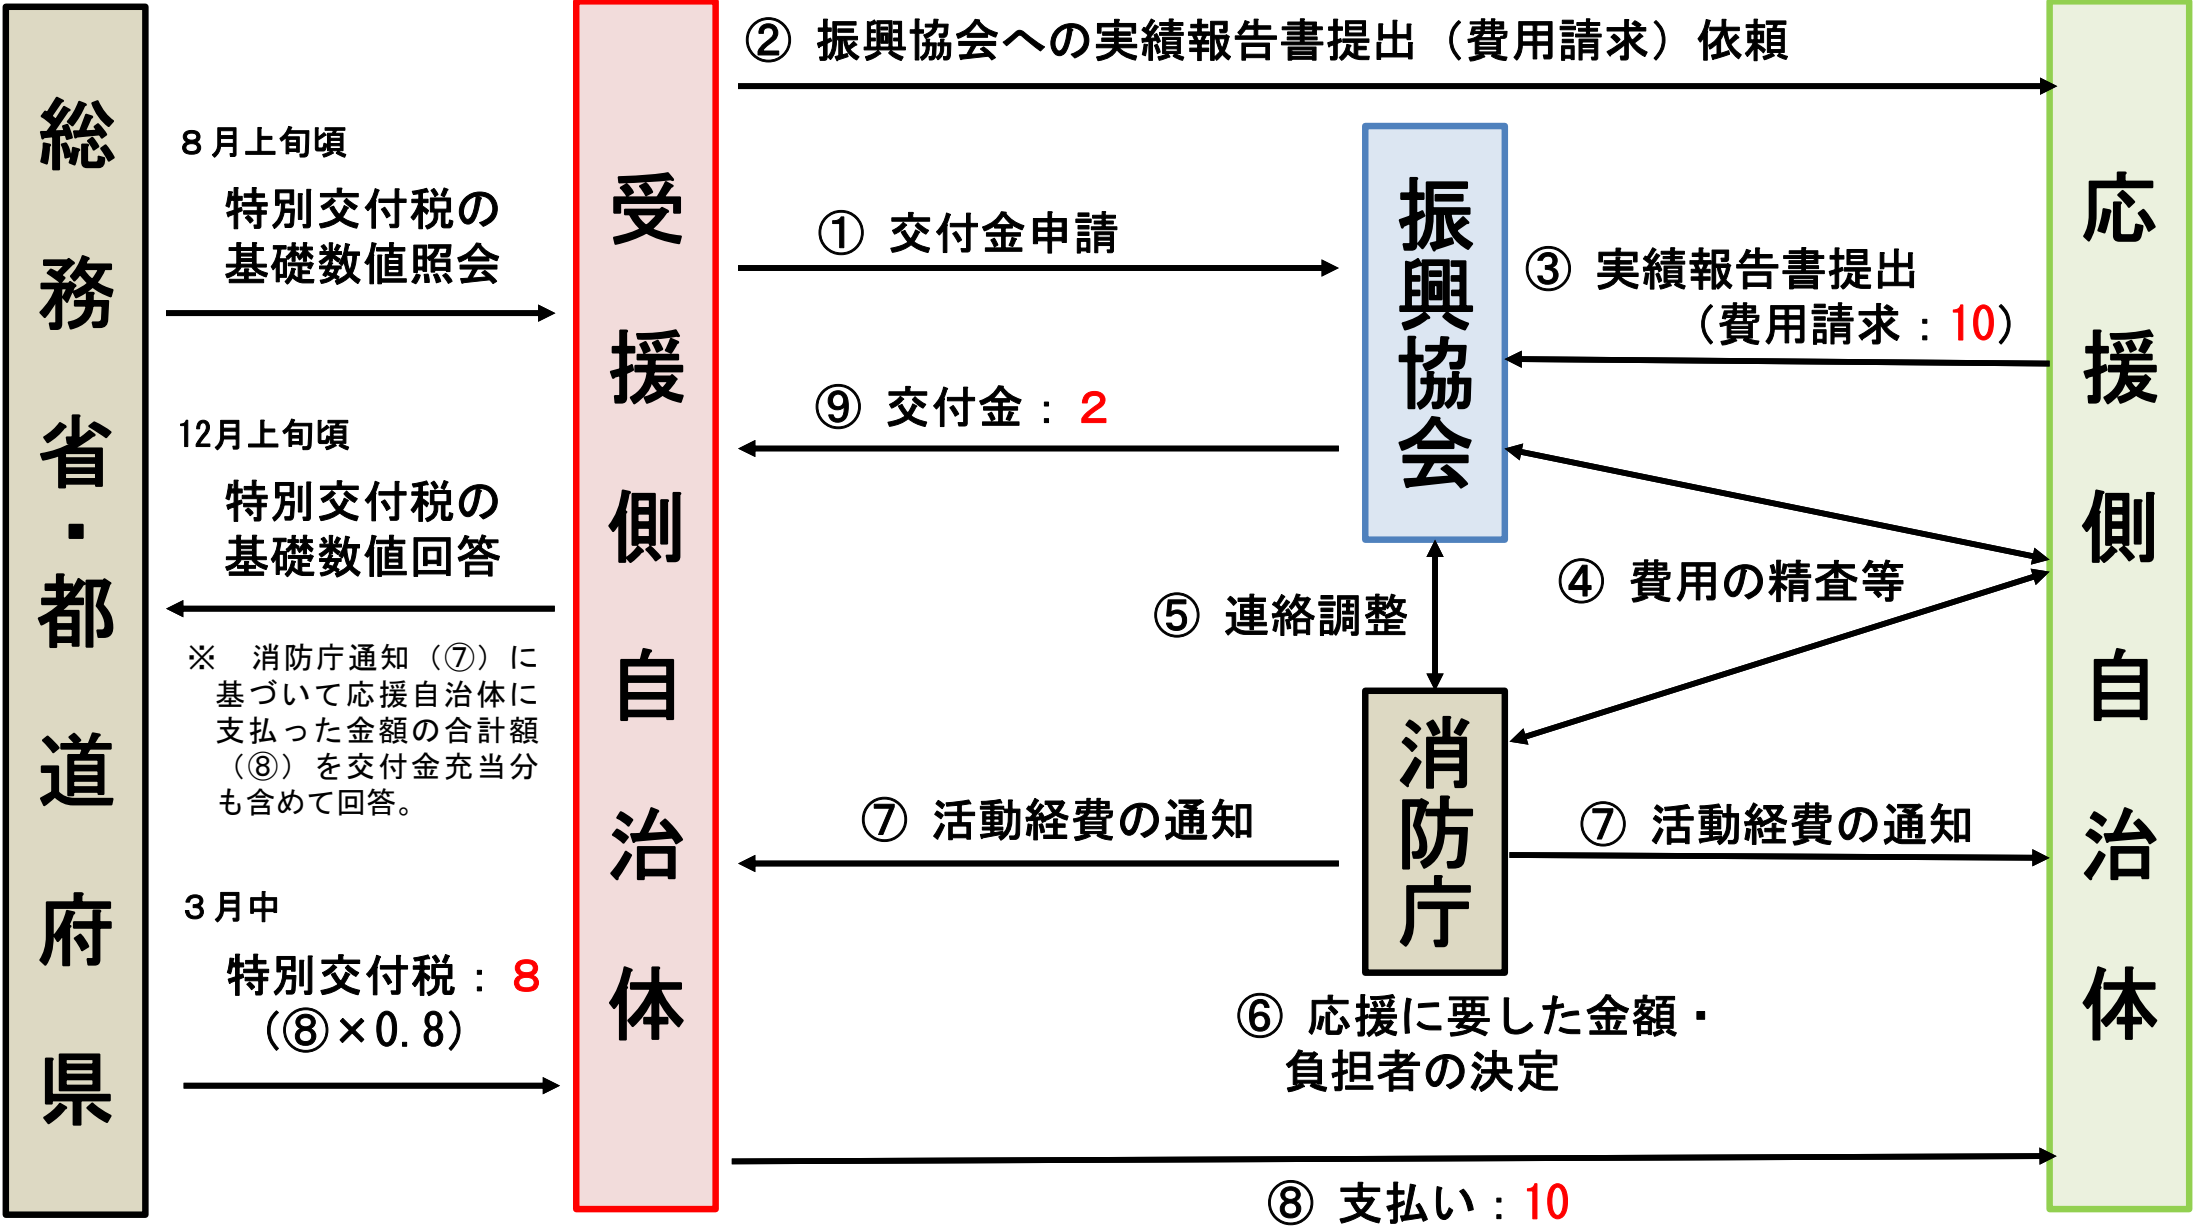 総務省・都道府県
8月上旬頃
特別交付税の
基礎数値照会
12月上旬頃
特別交付税の
基礎数値回答
※　消防庁通知（⑦）に
基づいて応援自治体に
支払った金額の合計額
（⑧）を交付金充当分
も含めて回答。
3月中
特別交付税：8
(⑧×0.8)
受援側自治体
② 振興協会への実績報告書提出（費用請求）依頼
① 交付金申請
⑨ 交付金：2
振興協会
③ 実績報告書提出
（費用請求：10）
④ 費用の精査等
⑤ 連絡調整
消防庁
⑦ 活動経費の通知
⑦ 活動経費の通知
⑥ 応援に要した金額・
負担者の決定
⑧ 支払い：10
応援側自治体